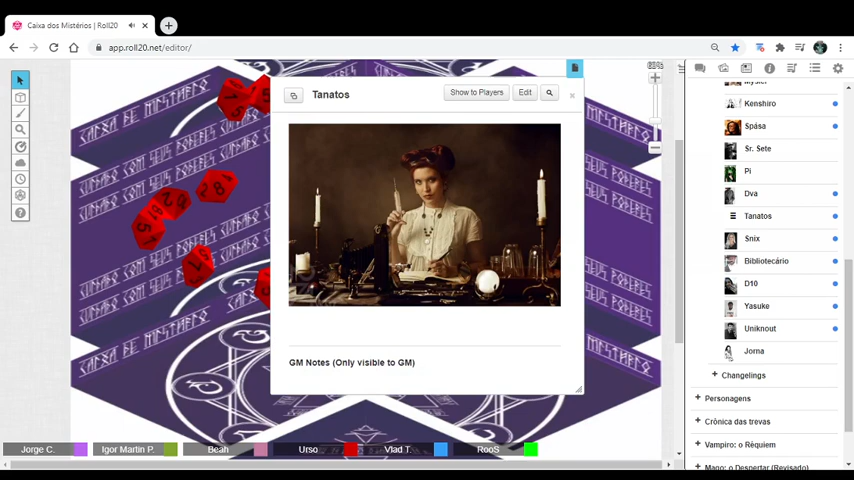 Caixa dos Mistérios | Roll20
app.roll20.net/editor/
Tanatos
Show to Players
Edit
GM Notes (Only visible to GM)
Kenshiro
Spása
Sr. Sete
Pi
Dva
Tanatos
Snix
Bibliotecário
D10
Yasuke
Uniknout
Jorna
Changelings
Personagens
Crônica das trevas
Vampiro: o Réquiem
Mago: o Despertar (Revisado)
Jorge C.
Igor Martin P.
Beah
Urso
Vlad T.
RooS